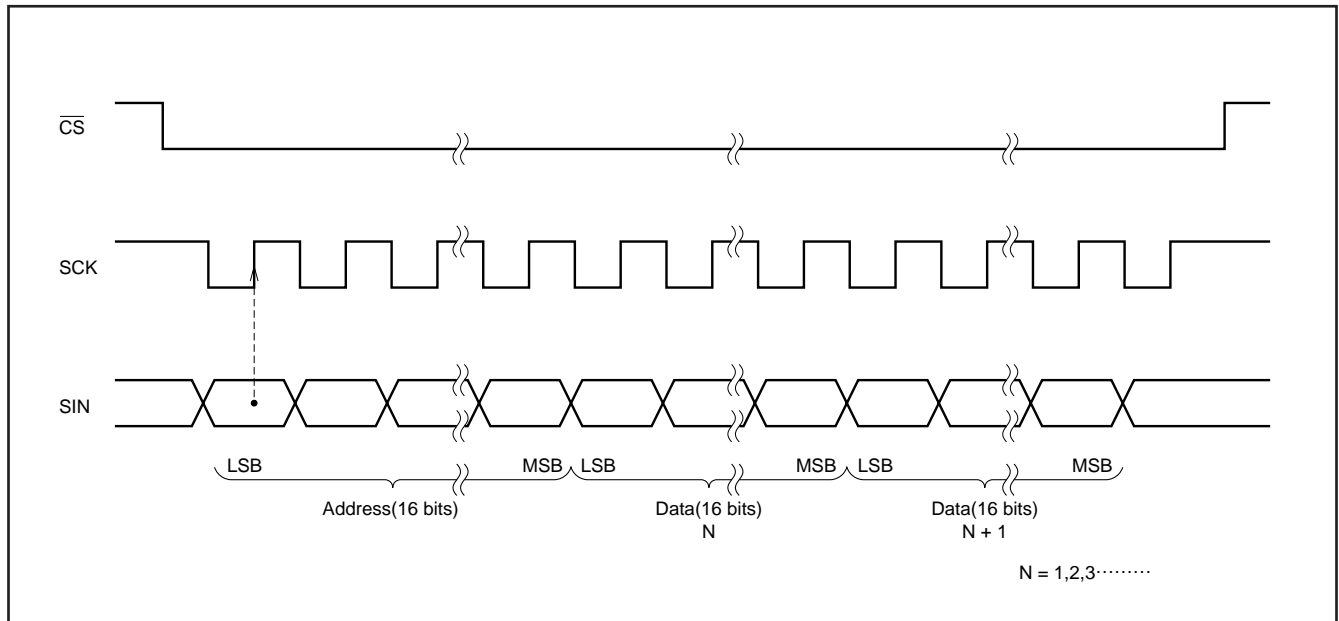 CS
SCK
SIN
LSB MSB LSB MSB LSB MSB
Address(16 bits) Data(16 bits) Data(16 bits)
N N + 1
N = 1,2,3·········